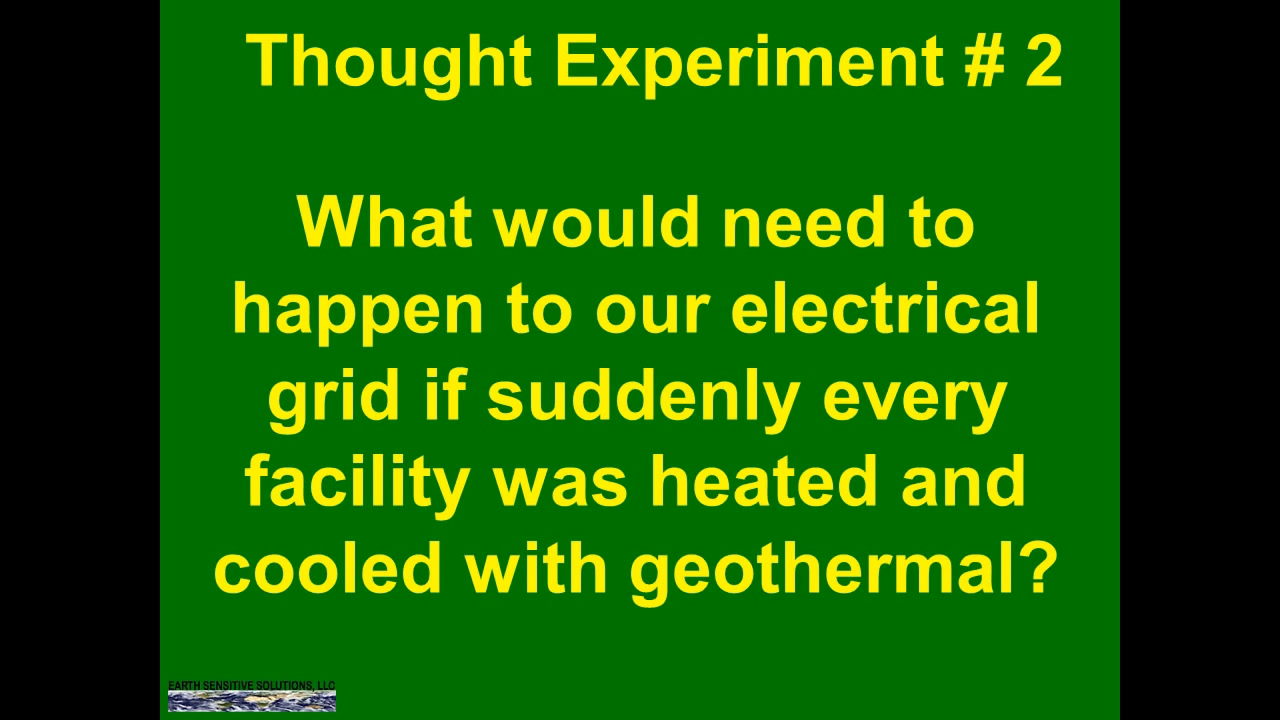 Thought Experiment # 2
What would need to
happen to our electrical
grid if suddenly every
facility was heated and
cooled with geothermal?
EARTH SENSITIVE SOLUTIONS, LLC